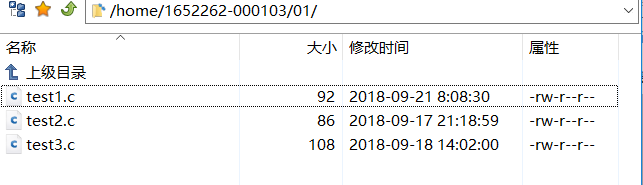 /home/1652262-000103/01/
名称 大小 修改时间 属性
上级目录
test1.c 92 2018-09-21 8:08:30 -rw-r--r--
test2.c 86 2018-09-17 21:18:59 -rw-r--r--
test3.c 108 2018-09-18 14:02:00 -rw-r--r--